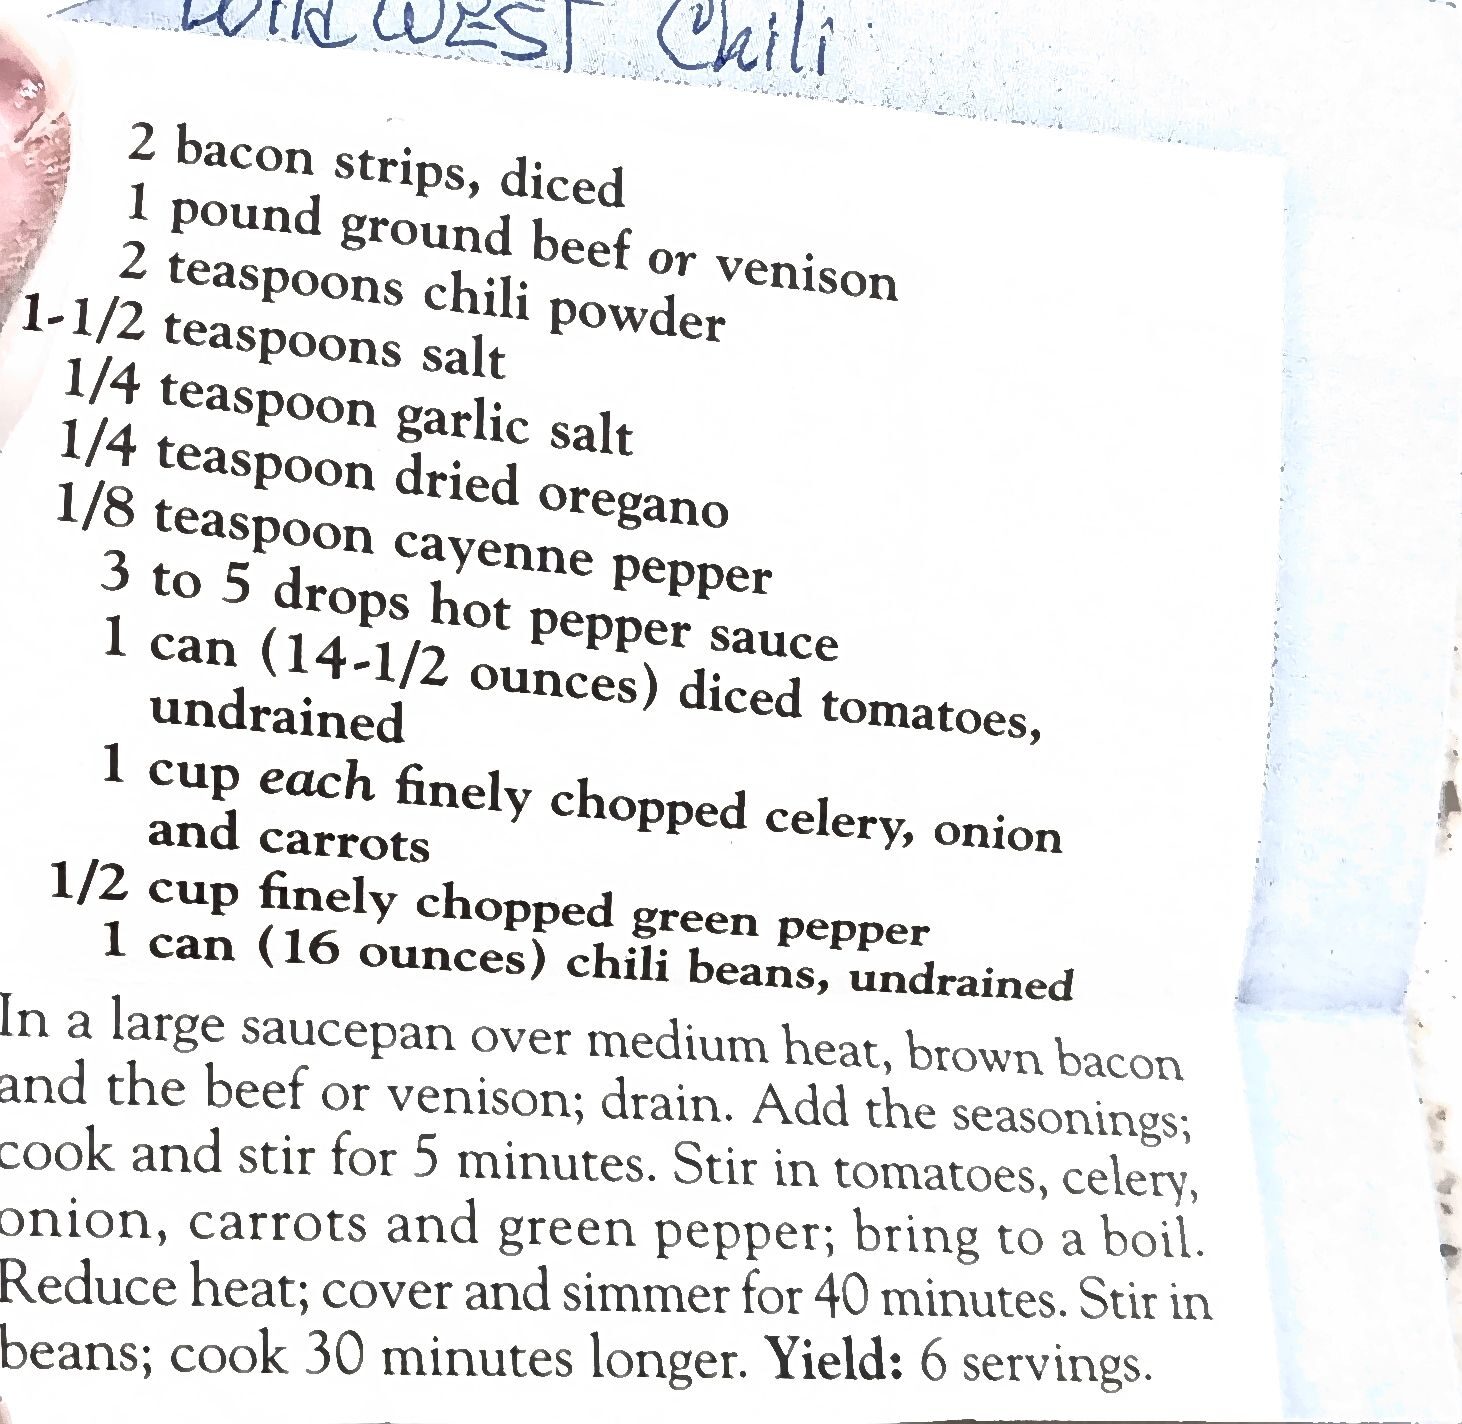 Wild WEST Chili
2 bacon strips, diced
1 pound ground beef or venison
2 teaspoons chili powder
1-1/2 teaspoons salt
1/4 teaspoon garlic salt
1/4 teaspoon dried oregano
1/8 teaspoon cayenne pepper
3 to 5 drops hot pepper sauce
1 can (14-1/2 ounces) diced tomatoes,
undrained
1 cup each finely chopped celery, onion
and carrots
1/2 cup finely chopped green pepper
1 can (16 ounces) chili beans, undrained
In a large saucepan over medium heat, brown bacon
and the beef or venison; drain. Add the seasonings;
cook and stir for 5 minutes. Stir in tomatoes, celery,
onion, carrots and green pepper; bring to a boil.
Reduce heat; cover and simmer for 40 minutes. Stir in
beans; cook 30 minutes longer. Yield: 6 servings.